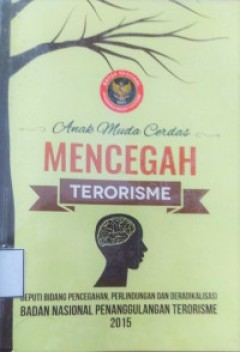 Anak Muda Cerdas
MENCEGAH
TERORISME
DEPUTI BIDANG PENCEGAHAN, PERLINDUNGAN DAN DERADIKALISASI
BADAN NASIONAL PENANGGULANGAN TERORISME
2015